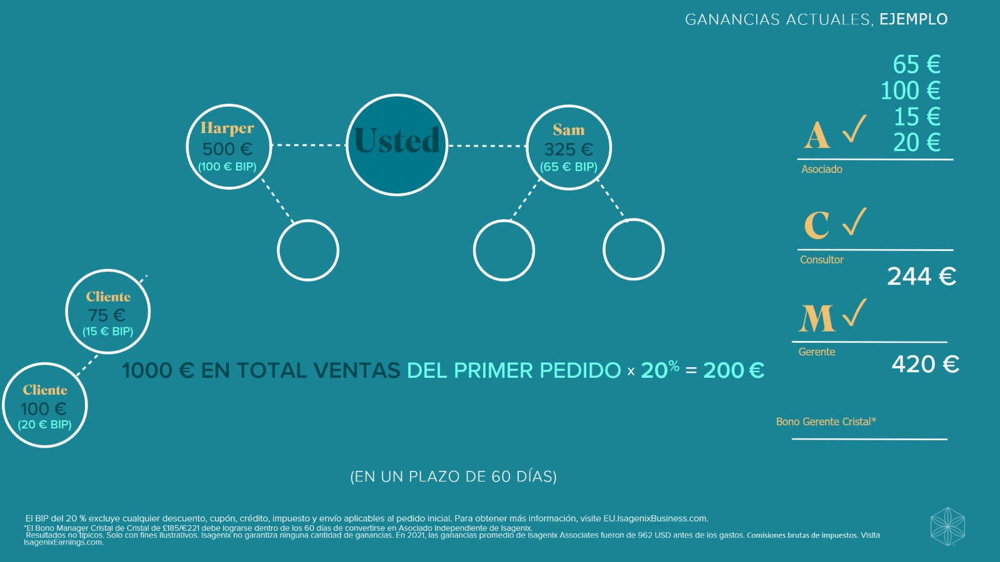 GANANCIAS ACTUALES, EJEMPLO
65 €
100 €
15 €
20 €
A ✓
Asociado
Harper
500 €
(100 € BIP)
Usted
Sam
325 €
(65 € BIP)
C ✓
Consultor
244 €
M ✓
Gerente
420 €
Cliente
75 €
(15 € BIP)
1000 € EN TOTAL VENTAS DEL PRIMER PEDIDO x 20% = 200 €
Cliente
100 €
(20 € BIP)
Bono Gerente Cristal*
(EN UN PLAZO DE 60 DÍAS)
El BIP del 20 % excluye cualquier descuento, cupón, crédito, impuesto y envío aplicables al pedido inicial. Para obtener más información, visite EU.IsagenixBusiness.com.
*El Bono Manager Cristal de Cristal de £185/€221 debe lograrse dentro de los 60 días de convertirse en Asociado Independiente de Isagenix.
Resultados no típicos. Solo con fines ilustrativos. Isagenix no garantiza ninguna cantidad de ganancias. En 2021, las ganancias promedio de Isagenix Associates fueron de 962 USD antes de los gastos. Comisiones brutas de impuestos. Visita
IsagenixEarnings.com.